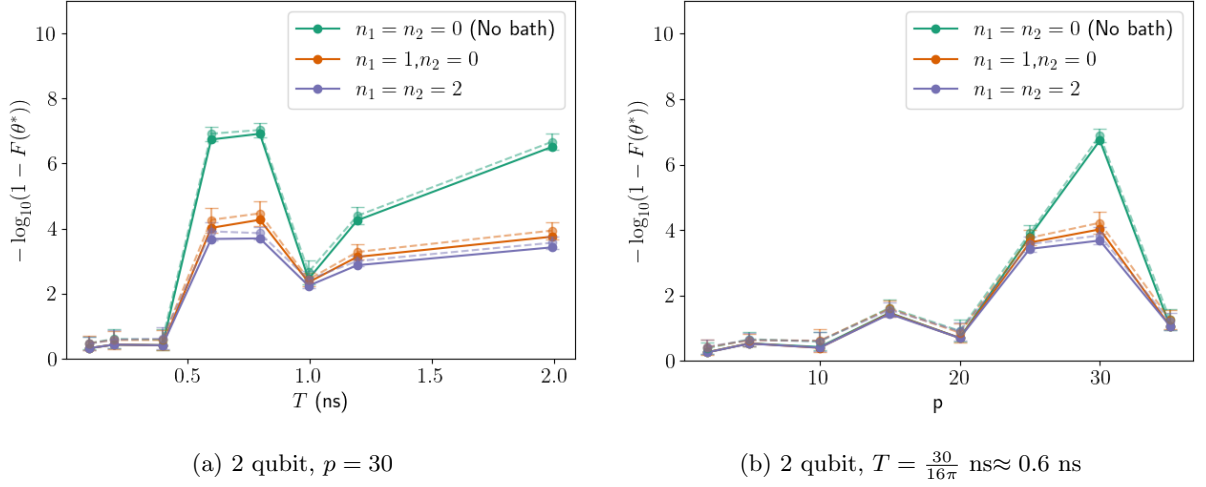 10
8
6
4
2
0
− log₁₀(1 − F(θ*))
n₁ = n₂ = 0 (No bath)
n₁ = 1,n₂ = 0
n₁ = n₂ = 2
0.5
1.0
1.5
2.0
T (ns)
(a) 2 qubit, p = 30
10
8
6
4
2
0
− log₁₀(1 − F(θ*))
n₁ = n₂ = 0 (No bath)
n₁ = 1,n₂ = 0
n₁ = n₂ = 2
10
20
30
p
(b) 2 qubit, T = 30/16π ns≈ 0.6 ns